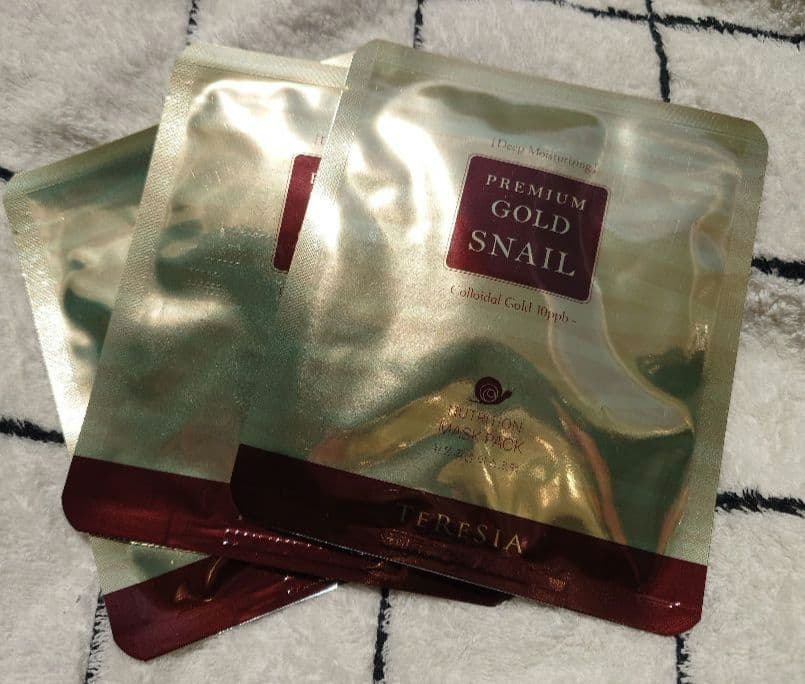 [Deep Moisturizing]
PREMIUM
GOLD
SNAIL
Colloidal Gold 10ppb -
NUTRITION
MASK PACK
TERESIA